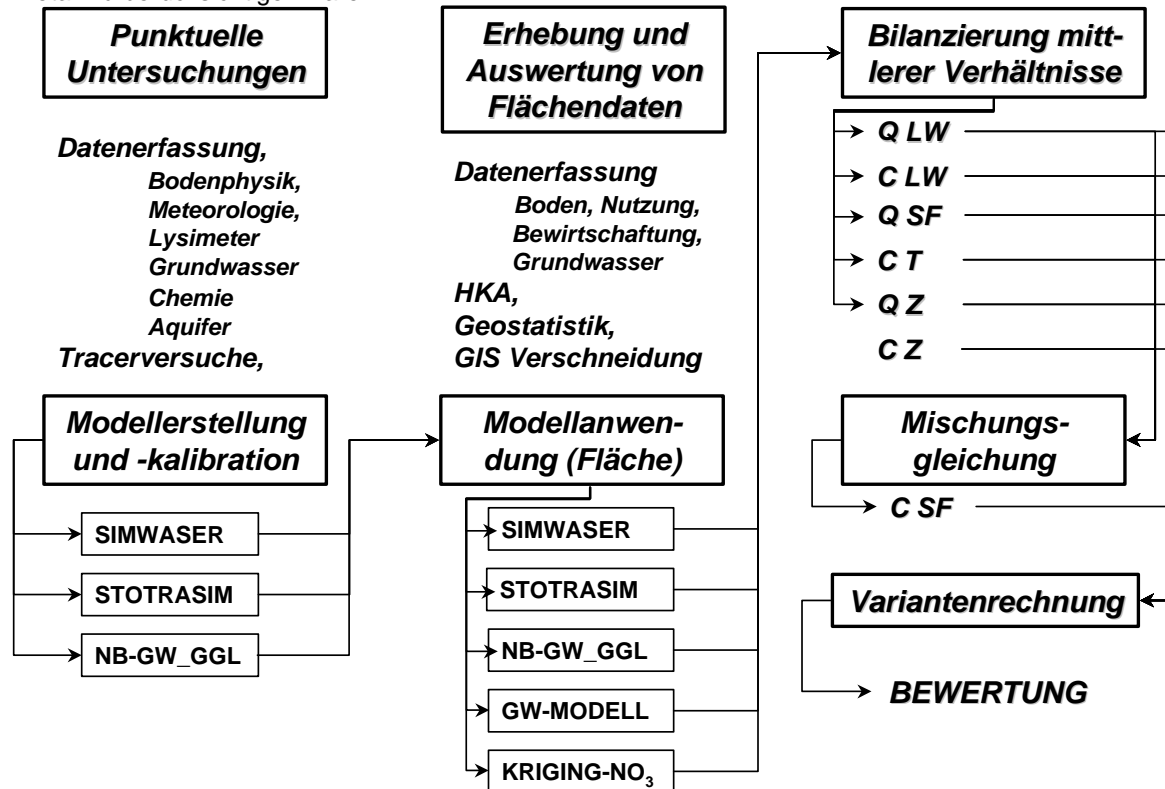 Punktuelle
Untersuchungen
Datenerfassung,
Bodenphysik,
Meteorologie,
Lysimeter
Grundwasser
Chemie
Aquifer
Tracerversuche,
Modellerstellung
und -kalibration
SIMWASER
STOTRASIM
NB-GW_GGL
Erhebung und
Auswertung von
Flächendaten
Datenerfassung
Boden, Nutzung,
Bewirtschaftung,
Grundwasser
HKA,
Geostatistik,
GIS Verschneidung
Modellanwen-
dung (Fläche)
SIMWASER
STOTRASIM
NB-GW_GGL
GW-MODELL
KRIGING-NO₃
Bilanzierung mitt-
lerer Verhältnisse
Q LW
C LW
Q SF
C T
Q Z
C Z
Mischungs-
gleichung
C SF
Variantenrechnung
BEWERTUNG